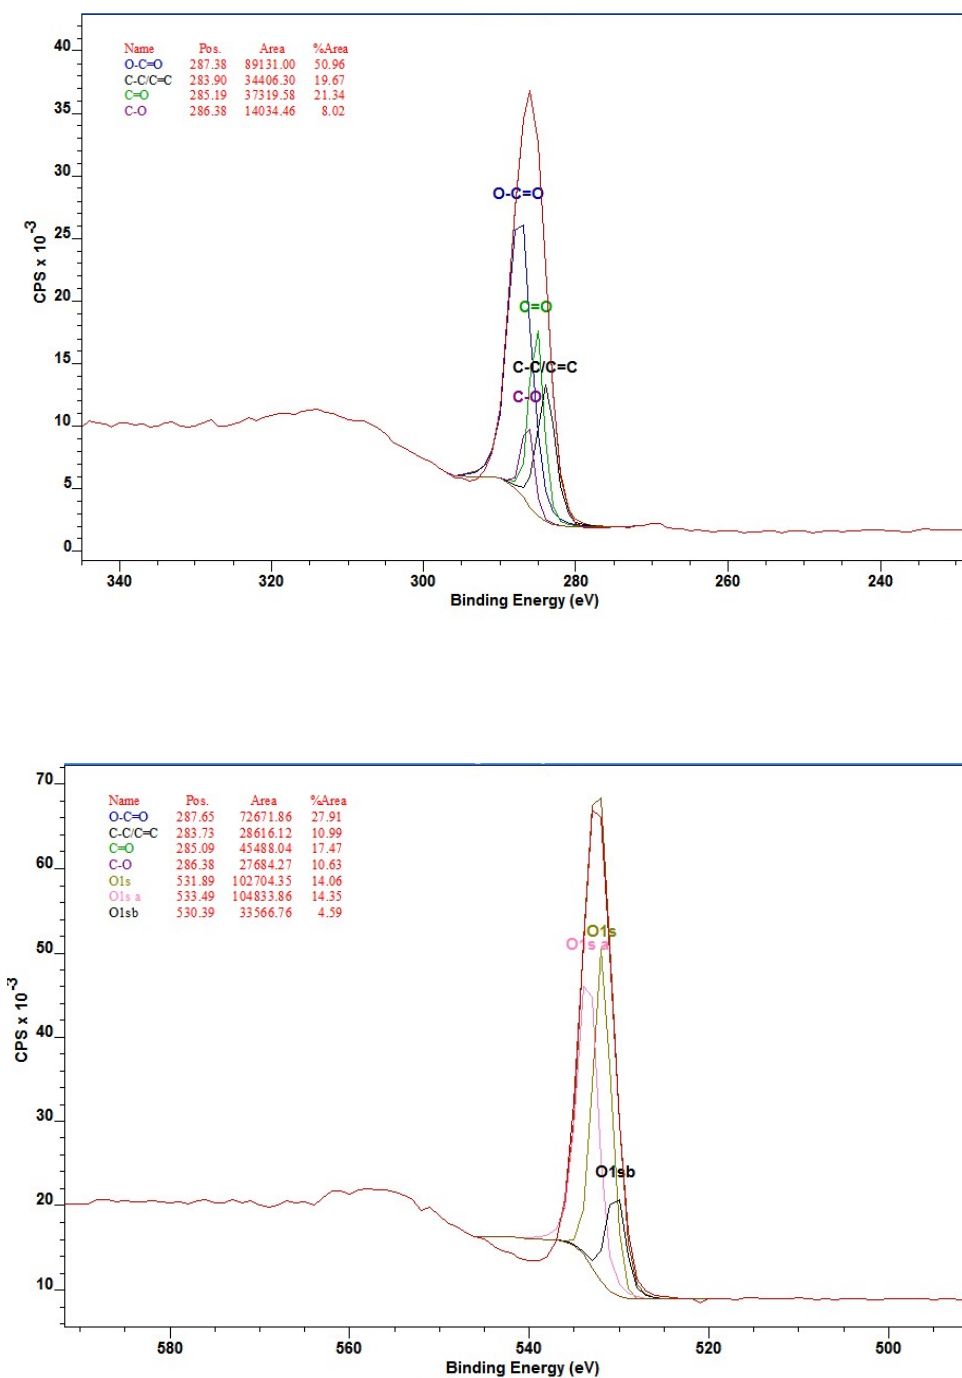 Name Pos. Area %Area
O-C=O 287.38 89131.00 50.96
C-C/C=C 283.90 34406.30 19.67
C=O 285.19 37319.58 21.34
C-O 286.38 14034.46 8.02
40
35
30
25
20
15
10
5
0
CPS x 10⁻³
O-C=O
C=O
C-C/C=C
C-O
340 320 300 280 260 240
Binding Energy (eV)
Name Pos. Area %Area
O-C=O 287.65 72671.86 27.91
C-C/C=C 283.73 28616.12 10.99
C=O 285.09 45488.04 17.47
C-O 286.38 27684.27 10.63
O1s 531.89 102704.35 14.06
O1s a 533.49 104833.86 14.35
O1sb 530.39 33566.76 4.59
70
60
50
40
30
20
10
CPS x 10⁻³
O1s
O1s a
O1sb
580 560 540 520 500
Binding Energy (eV)